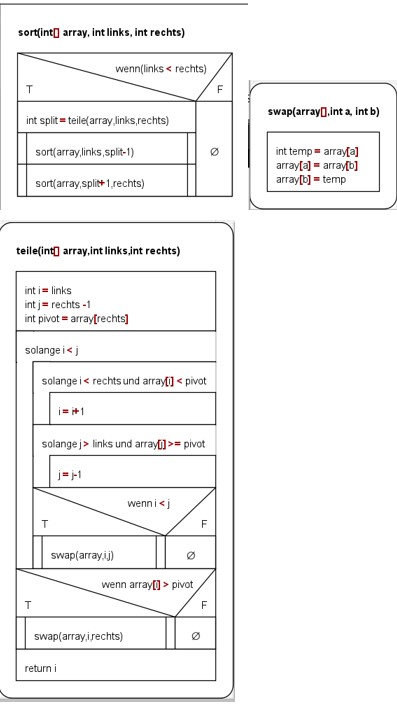 sort(int[] array, int links, int rechts)
wenn(links < rechts)
T
F
int split = teile(array,links,rechts)
sort(array,links,split-1)
∅
sort(array,split+1,rechts)
swap(array[],int a, int b)
int temp = array[a]
array[a] = array[b]
array[b] = temp
teile(int[] array,int links,int rechts)
int i = links
int j = rechts -1
int pivot = array[rechts]
solange i < j
solange i < rechts und array[i] < pivot
i = i+1
solange j > links und array[j] >= pivot
j = j-1
wenn i < j
T
F
swap(array,i,j)
∅
wenn array[i] > pivot
T
F
swap(array,i,rechts)
∅
return i